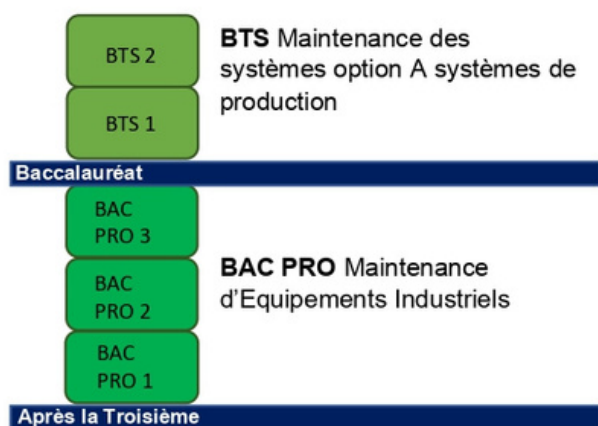 BTS 2
BTS 1
BTS Maintenance des
systèmes option A systèmes de
production
Baccalauréat
BAC
PRO 3
BAC
PRO 2
BAC
PRO 1
BAC PRO Maintenance
d'Equipements Industriels
Après la Troisième